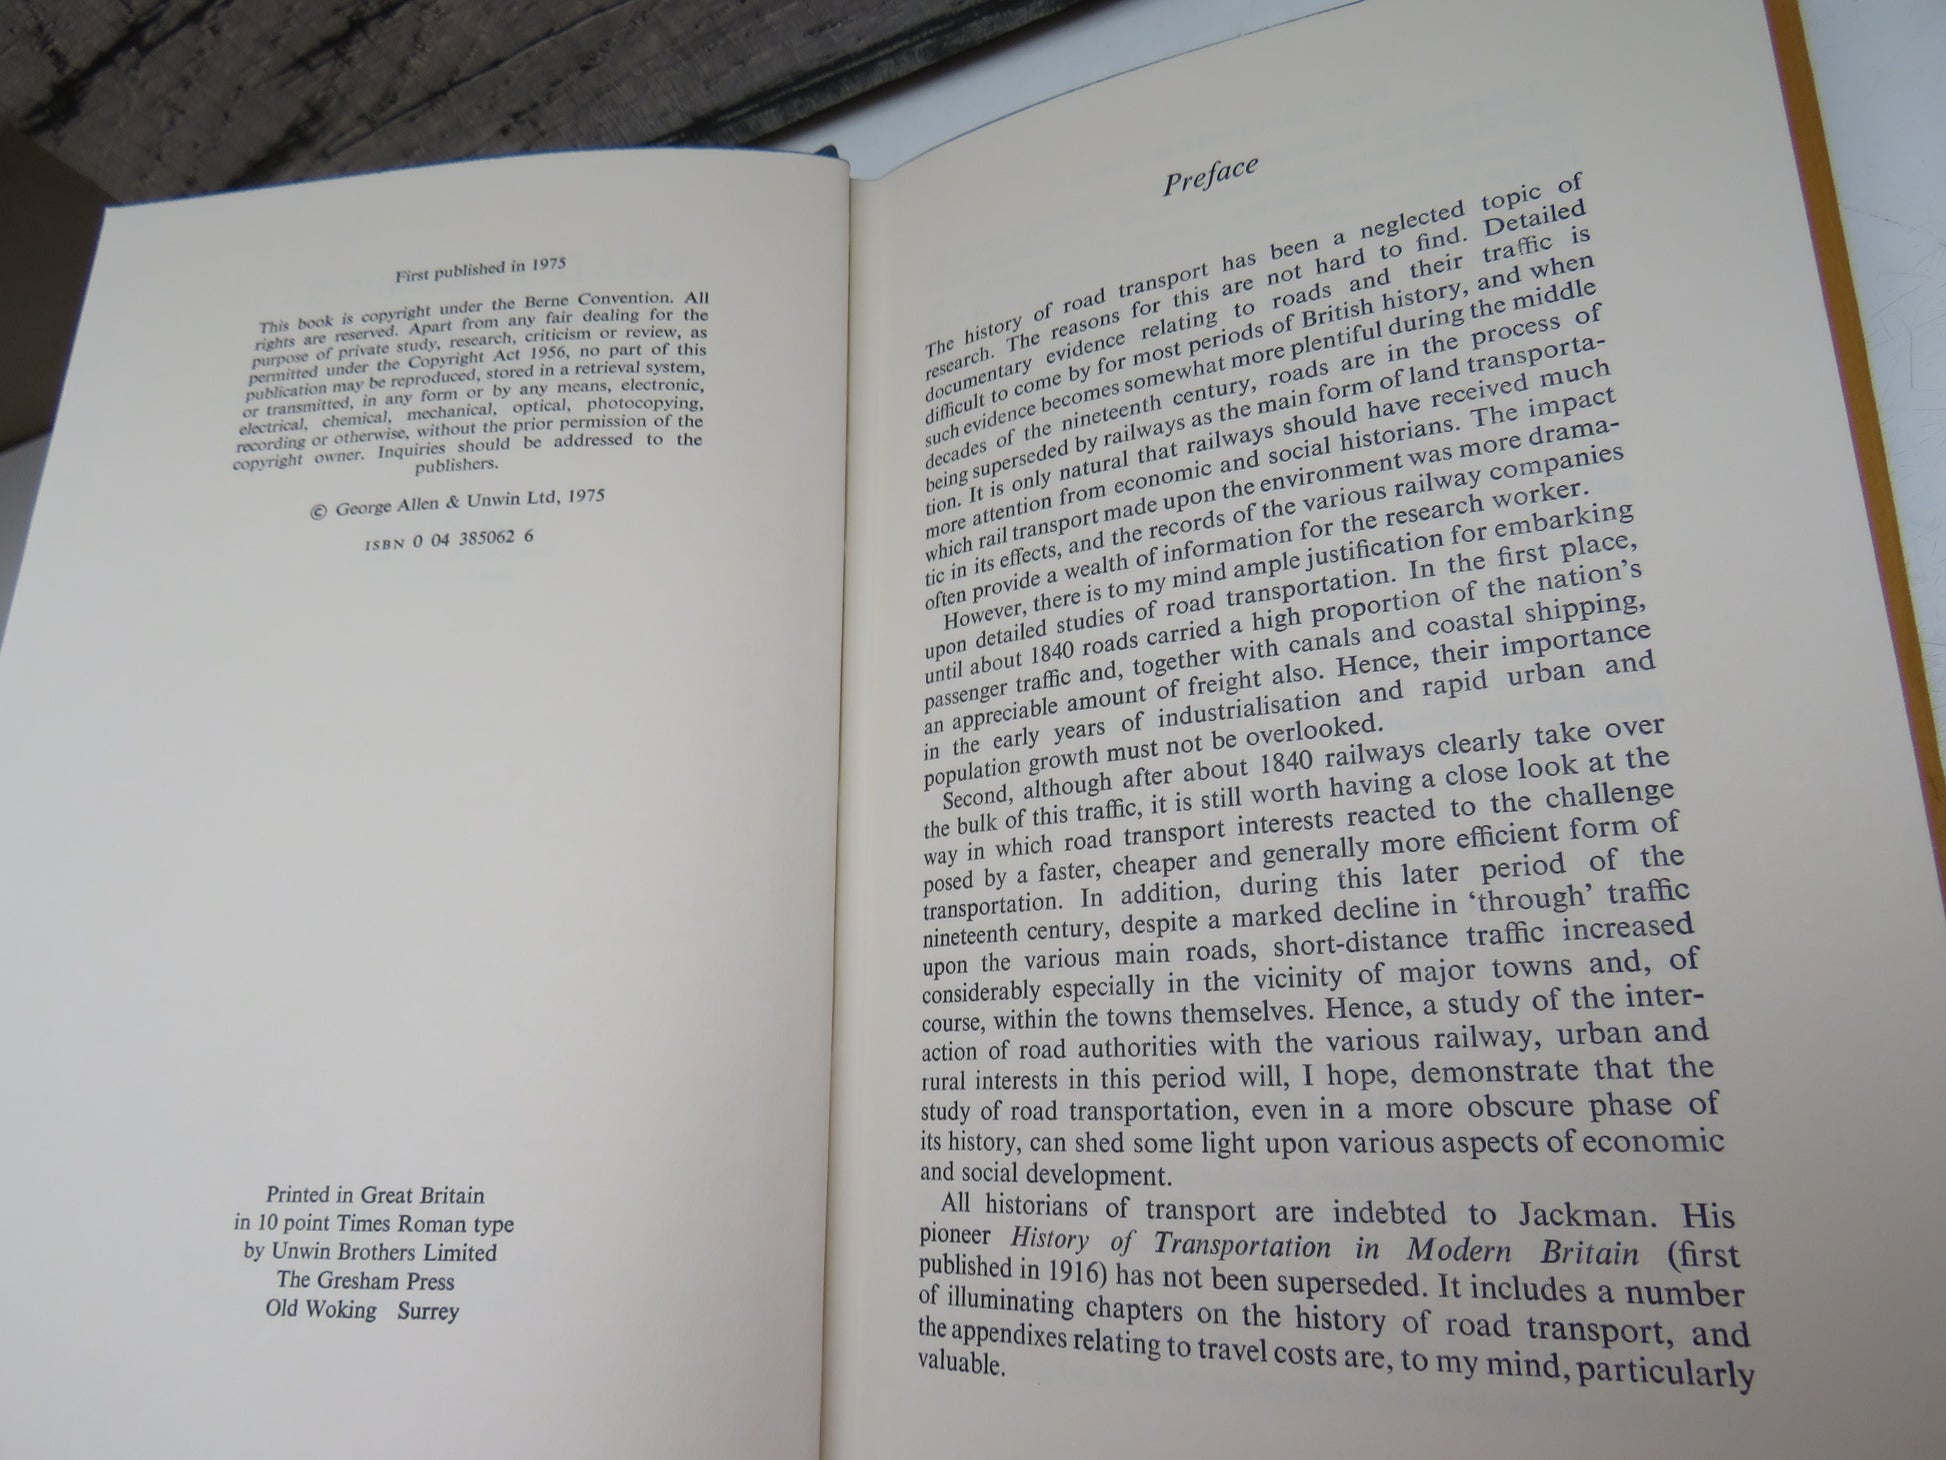 First published in 1975
This book is copyright under the Berne Convention. All
rights are reserved. Apart from any fair dealing for the
purpose of private study, research, criticism or review, as
permitted under the Copyright Act 1956, no part of this
publication may be reproduced, stored in a retrieval system,
or transmitted, in any form or by any means, electronic,
electrical, chemical, mechanical, optical, photocopying,
recording or otherwise, without the prior permission of the
copyright owner. Inquiries should be addressed to the
publishers.
© George Allen & Unwin Ltd, 1975
ISBN 0 04 385062 6
Printed in Great Britain
in 10 point Times Roman type
by Unwin Brothers Limited
The Gresham Press
Old Woking Surrey
Preface
The history of road transport has been a neglected topic of
research. The reasons for this are not hard to find. Detailed
documentary evidence relating to roads and their traffic is
difficult to come by for most periods of British history, and when
such evidence becomes somewhat more plentiful during the middle
decades of the nineteenth century, roads are in the process of
being superseded by railways as the main form of land transporta-
tion. It is only natural that railways should have received much
more attention from economic and social historians. The impact
which rail transport made upon the environment was more drama-
tic in its effects, and the records of the various railway companies
often provide a wealth of information for the research worker.
However, there is to my mind ample justification for embarking
upon detailed studies of road transportation. In the first place,
until about 1840 roads carried a high proportion of the nation's
passenger traffic and, together with canals and coastal shipping,
an appreciable amount of freight also. Hence, their importance
in the early years of industrialisation and rapid urban and
population growth must not be overlooked.
Second, although after about 1840 railways clearly take over
the bulk of this traffic, it is still worth having a close look at the
way in which road transport interests reacted to the challenge
posed by a faster, cheaper and generally more efficient form of
transportation. In addition, during this later period of the
nineteenth century, despite a marked decline in 'through' traffic
upon the various main roads, short-distance traffic increased
considerably especially in the vicinity of major towns and, of
course, within the towns themselves. Hence, a study of the inter-
action of road authorities with the various railway, urban and
rural interests in this period will, I hope, demonstrate that the
study of road transportation, even in a more obscure phase of
its history, can shed some light upon various aspects of economic
and social development.
All historians of transport are indebted to Jackman. His
pioneer History of Transportation in Modern Britain (first
published in 1916) has not been superseded. It includes a number
of illuminating chapters on the history of road transport, and
the appendixes relating to travel costs are, to my mind, particularly
valuable.